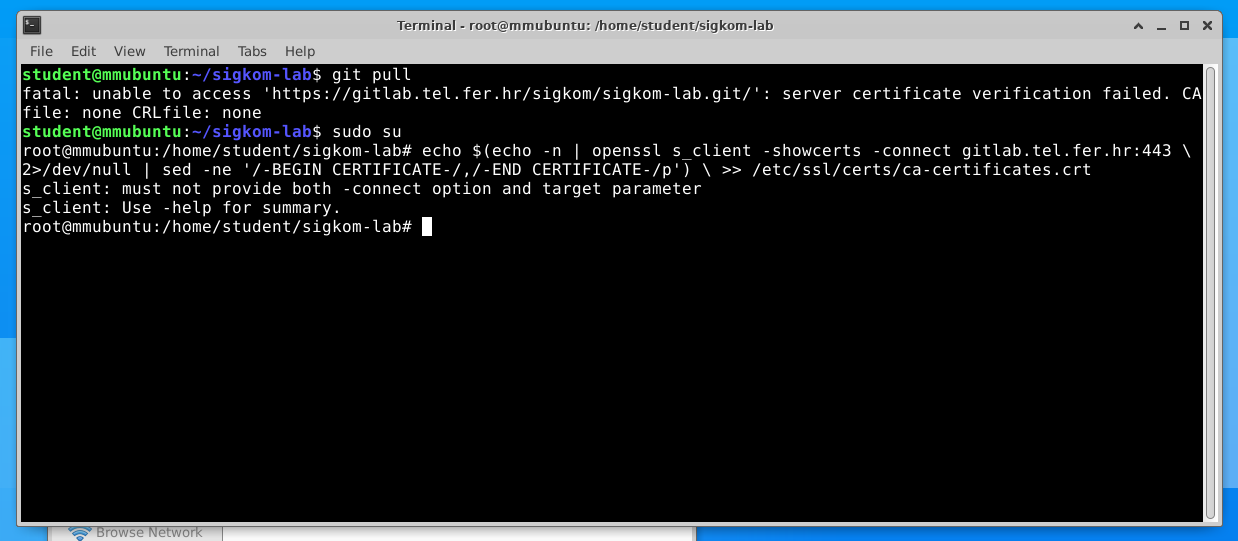 Terminal - root@mmubuntu: /home/student/sigkom-lab
File Edit View Terminal Tabs Help
student@mmubuntu:~/sigkom-lab$ git pull
fatal: unable to access 'https://gitlab.tel.fer.hr/sigkom/sigkom-lab.git/': server certificate verification failed. CA
file: none CRLfile: none
student@mmubuntu:~/sigkom-lab$ sudo su
root@mmubuntu:/home/student/sigkom-lab# echo $(echo -n | openssl s_client -showcerts -connect gitlab.tel.fer.hr:443 \
2>/dev/null | sed -ne '/-BEGIN CERTIFICATE-/,/-END CERTIFICATE-/p') \ >> /etc/ssl/certs/ca-certificates.crt
s_client: must not provide both -connect option and target parameter
s_client: Use -help for summary.
root@mmubuntu:/home/student/sigkom-lab#
Browse Network